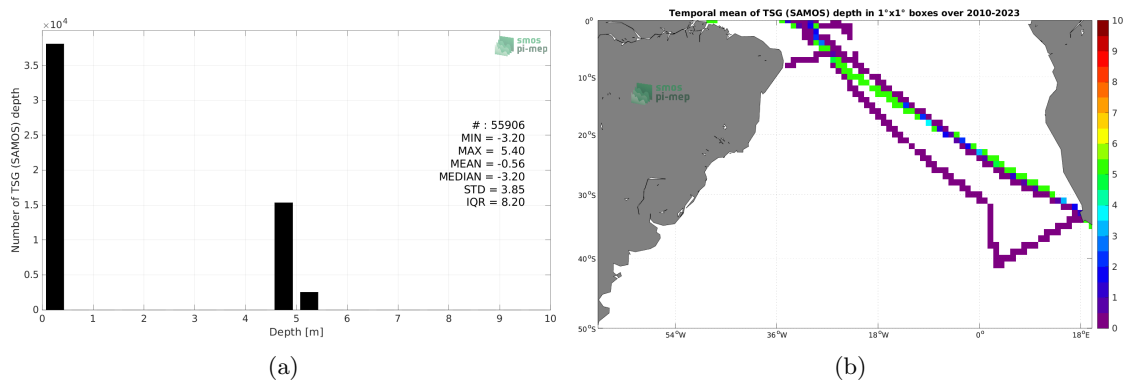 ×10⁴
smos
pi-mep
3.5
3
2.5
2
1.5
1
0.5
0
Number of TSG (SAMOS) depth
# : 55906
MIN = -3.20
MAX = 5.40
MEAN = -0.56
MEDIAN = -3.20
STD = 3.85
IQR = 8.20
0 1 2 3 4 5 6 7 8 9 10
Depth [m]
(a)
Temporal mean of TSG (SAMOS) depth in 1°x1° boxes over 2010-2023
0°
10°S
20°S
30°S
40°S
50°S
smos
pi-mep
54°W 36°W 18°W 0° 18°E
10
9
8
7
6
5
4
3
2
1
0
(b)